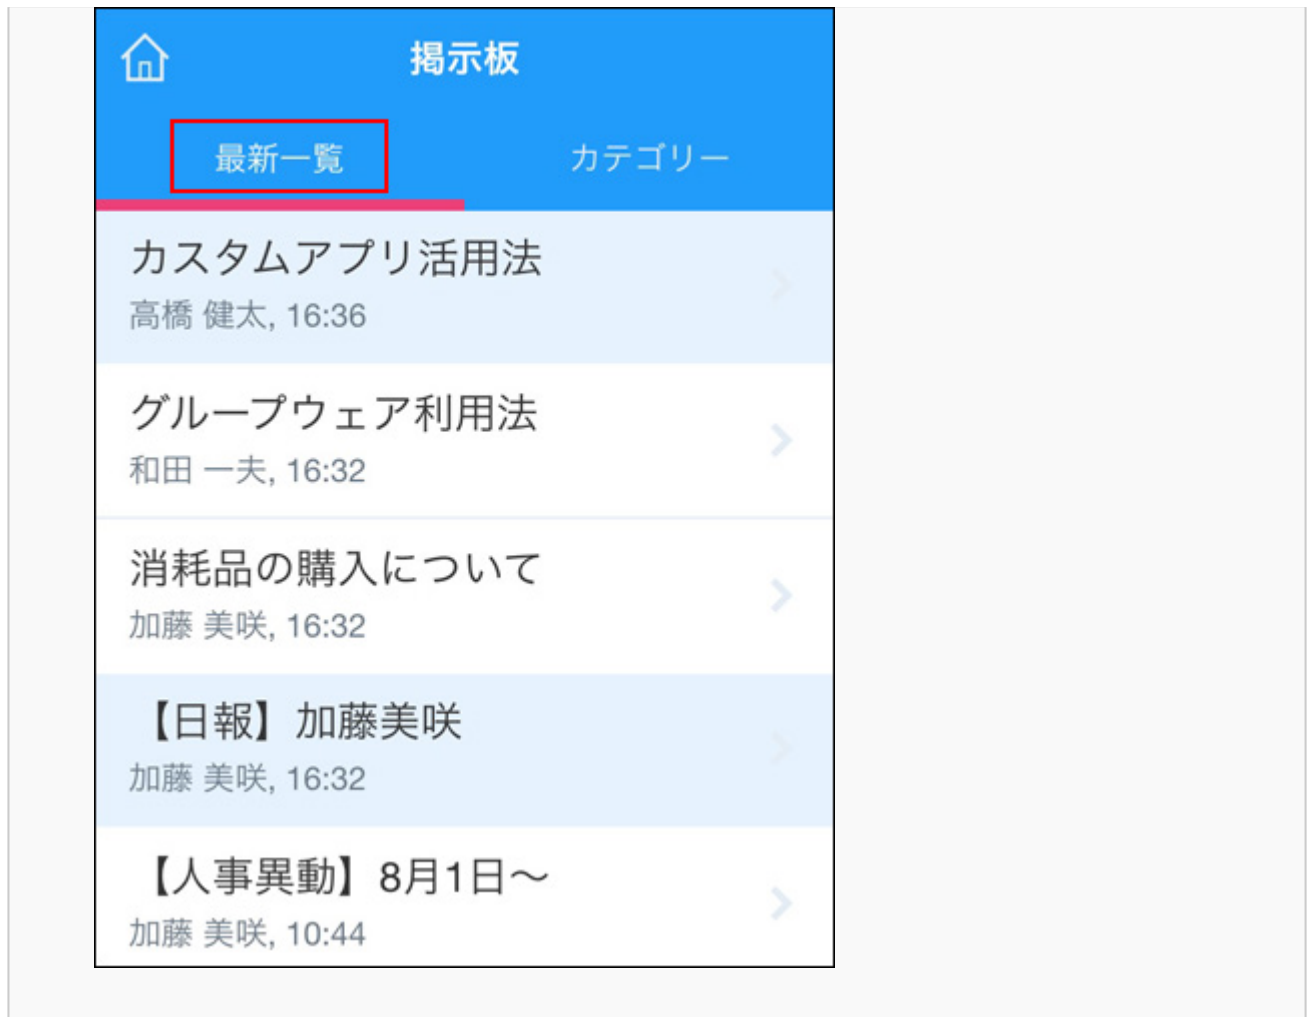 掲示板
最新一覧
カテゴリー
カスタムアプリ活用法
高橋 健太, 16:36
グループウェア利用法
和田 一夫, 16:32
消耗品の購入について
加藤 美咲, 16:32
【日報】加藤美咲
加藤 美咲, 16:32
【人事異動】8月1日〜
加藤 美咲, 10:44